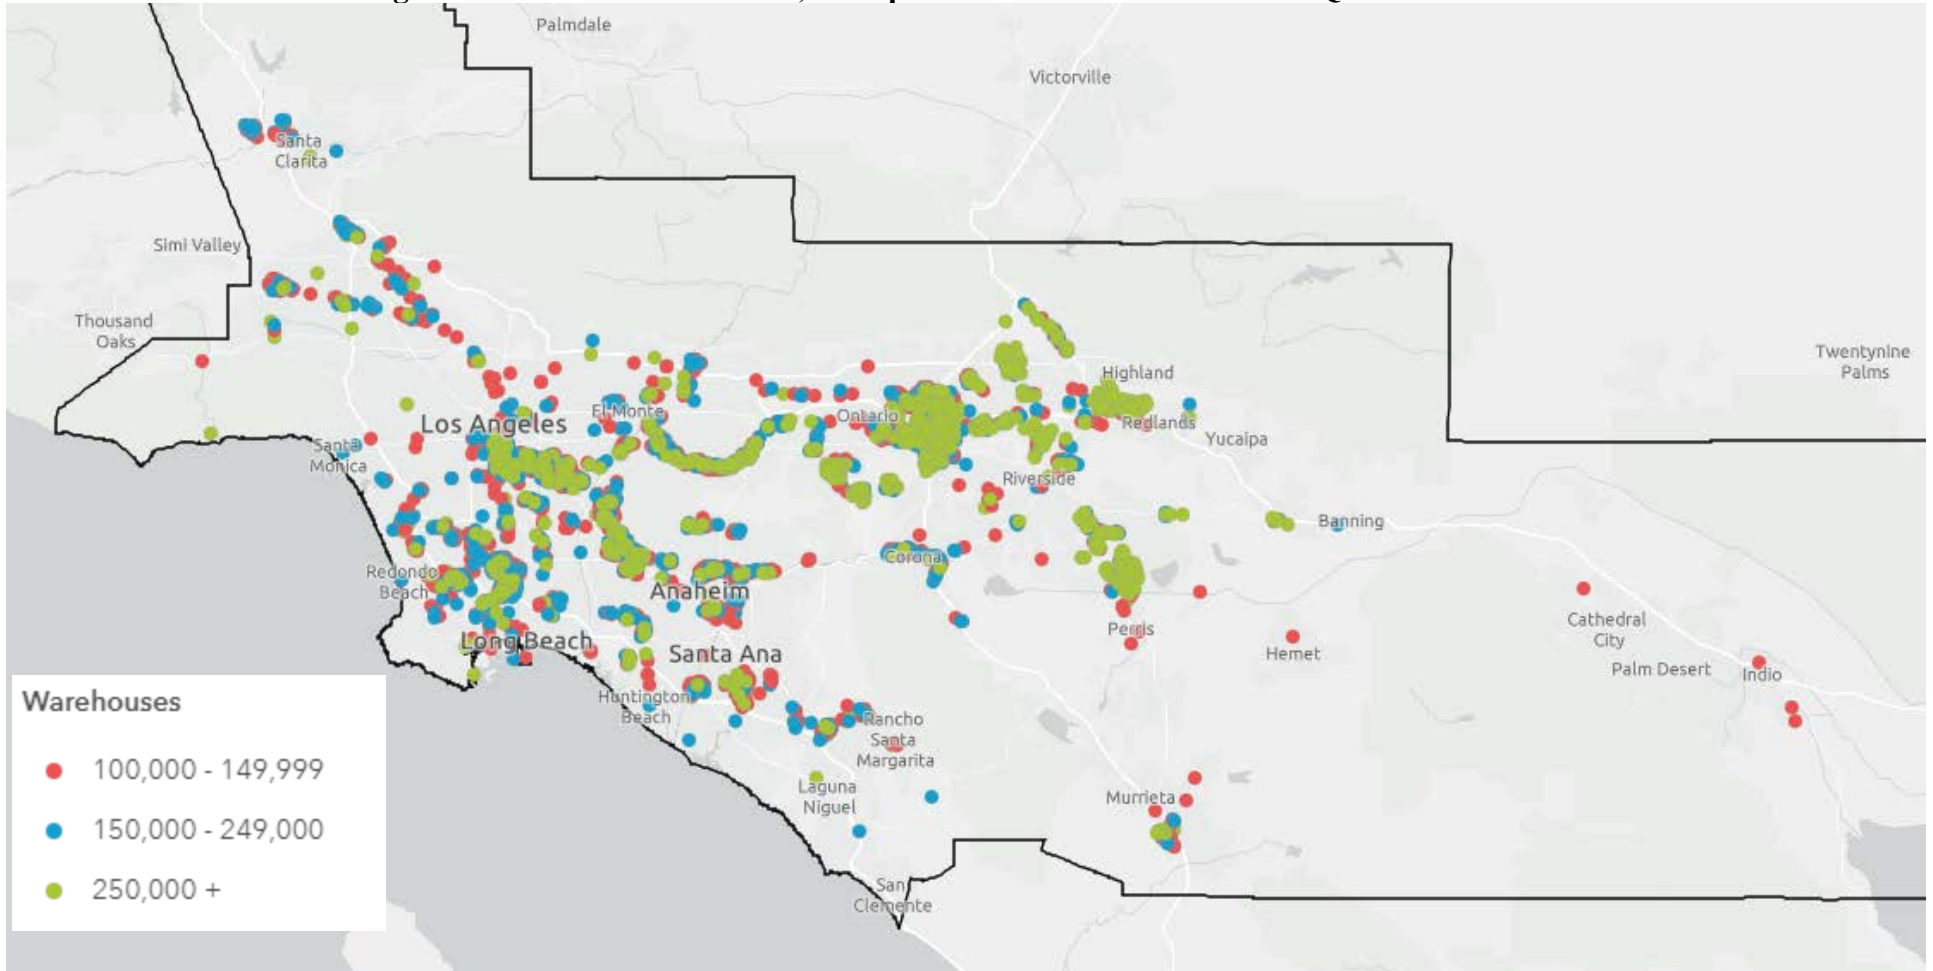 Palmdale
Victorville
Santa
Clarita
Simi Valley
Thousand
Oaks
Twentynine
Palms
Highland
El Monte
Ontario
Los Angeles
Redlands
Yucaipa
Santa
Monica
Riverside
Banning
Corona
Redondo
Beach
Anaheim
Perris
Cathedral
City
Long Beach
Santa Ana
Hemet
Palm Desert
Indio
Warehouses
100,000 - 149,999
150,000 - 249,000
250,000 +
Huntington
Beach
Rancho
Santa
Margarita
Laguna
Niguel
Murrieta
San
Clemente